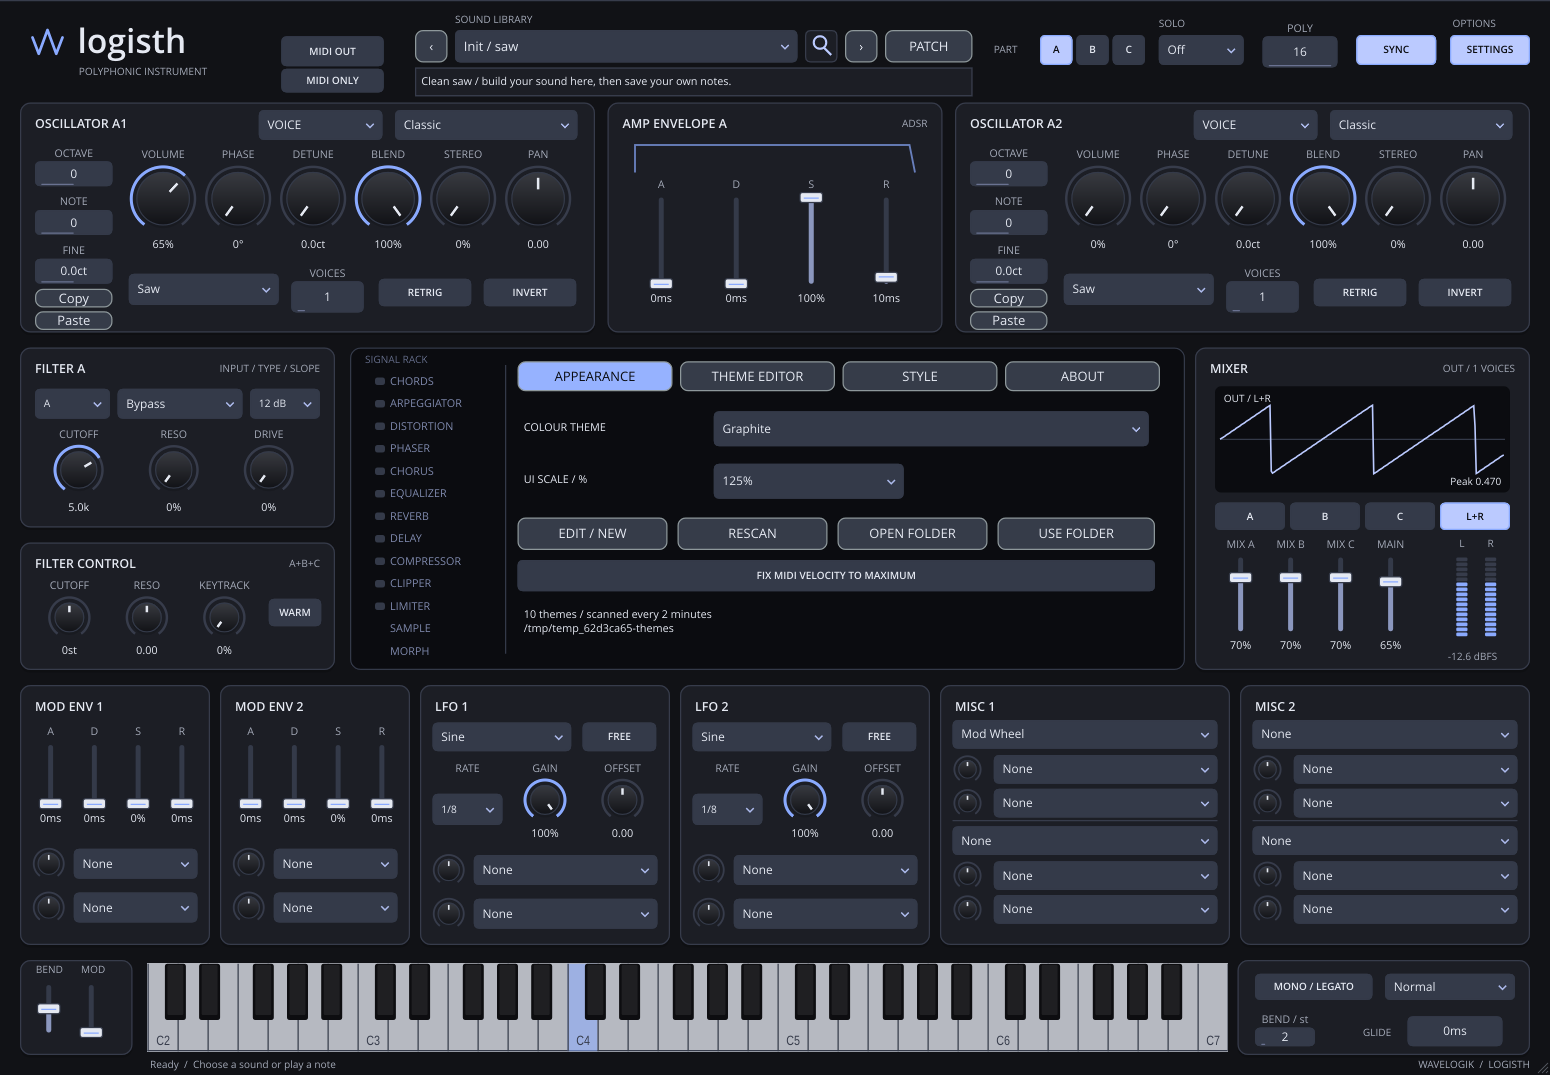 logisth
POLYPHONIC INSTRUMENT
MIDI OUT
MIDI ONLY
SOUND LIBRARY
‹
Init / saw
›
PATCH
Clean saw / build your sound here, then save your own notes.
PART
A
B
C
SOLO
Off
POLY
16
SYNC
OPTIONS
SETTINGS
OSCILLATOR A1
VOICE
Classic
OCTAVE
0
NOTE
0
FINE
0.0ct
Copy
Paste
VOLUME
PHASE
DETUNE
BLEND
STEREO
PAN
65%
0°
0.0ct
100%
0%
0.00
Saw
VOICES
1
RETRIG
INVERT
AMP ENVELOPE A
ADSR
A
D
S
R
0ms
0ms
100%
10ms
OSCILLATOR A2
VOICE
Classic
OCTAVE
0
NOTE
0
FINE
0.0ct
Copy
Paste
VOLUME
PHASE
DETUNE
BLEND
STEREO
PAN
0%
0°
0.0ct
100%
0%
0.00
Saw
VOICES
1
RETRIG
INVERT
FILTER A
INPUT / TYPE / SLOPE
A
Bypass
12 dB
CUTOFF
RESO
DRIVE
5.0k
0%
0%
FILTER CONTROL
A+B+C
CUTOFF
RESO
KEYTRACK
WARM
0st
0.00
0%
SIGNAL RACK
CHORDS
ARPEGGIATOR
DISTORTION
PHASER
CHORUS
EQUALIZER
REVERB
DELAY
COMPRESSOR
CLIPPER
LIMITER
SAMPLE
MORPH
APPEARANCE
THEME EDITOR
STYLE
ABOUT
COLOUR THEME
Graphite
UI SCALE / %
125%
EDIT / NEW
RESCAN
OPEN FOLDER
USE FOLDER
FIX MIDI VELOCITY TO MAXIMUM
10 themes / scanned every 2 minutes
/tmp/temp_62d3ca65-themes
MIXER
OUT / 1 VOICES
OUT / L+R
Peak 0.470
A
B
C
L+R
MIX A
MIX B
MIX C
MAIN
L
R
70%
70%
70%
65%
-12.6 dBFS
MOD ENV 1
A
D
S
R
0ms
0ms
0%
0ms
None
None
MOD ENV 2
A
D
S
R
0ms
0ms
0%
0ms
None
None
LFO 1
Sine
FREE
RATE
GAIN
OFFSET
1/8
100%
0.00
None
None
LFO 2
Sine
FREE
RATE
GAIN
OFFSET
1/8
100%
0.00
None
None
MISC 1
Mod Wheel
None
None
None
None
None
MISC 2
None
None
None
None
None
None
BEND
MOD
C2
C3
C4
C5
C6
C7
MONO / LEGATO
Normal
BEND / st
2
GLIDE
0ms
Ready / Choose a sound or play a note
WAVELOGIK / LOGISTH